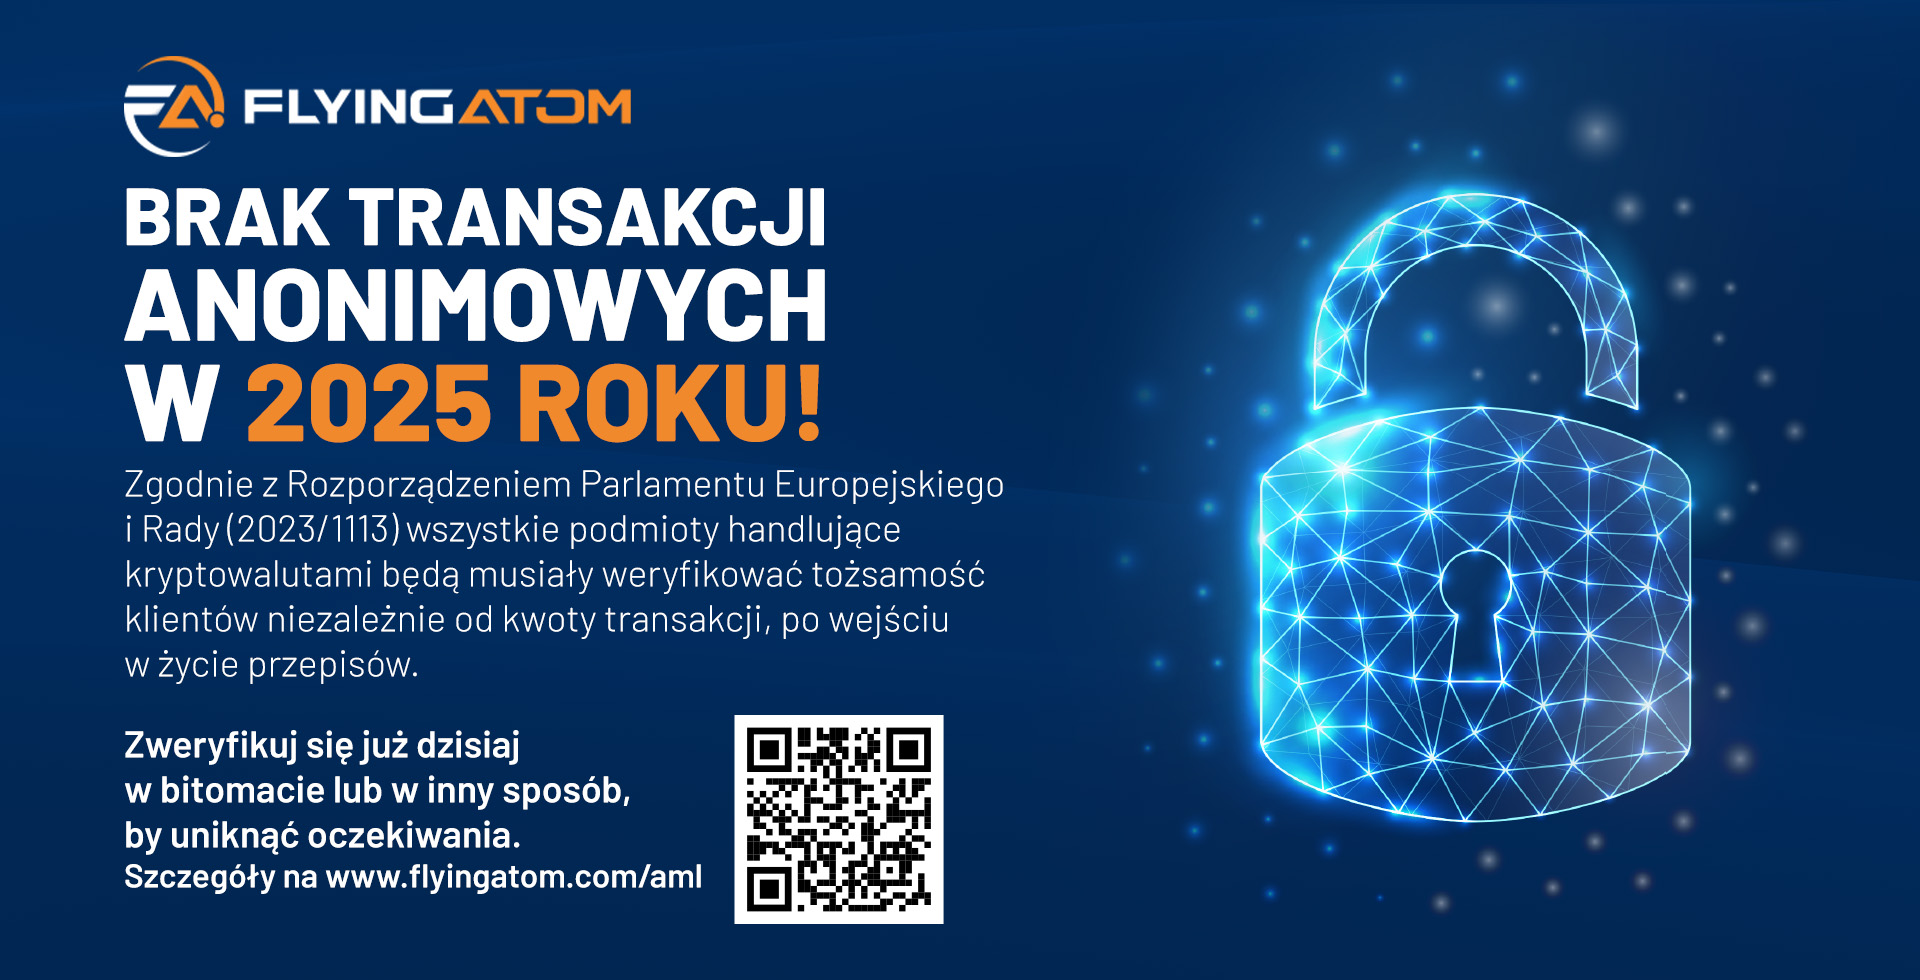 FLYINGATOM
BRAK TRANSAKCJI
ANONIMOWYCH
W 2025 ROKU!
Zgodnie z Rozporządzeniem Parlamentu Europejskiego
i Rady (2023/1113) wszystkie podmioty handlujące
kryptowalutami będą musiały weryfikować tożsamość
klientów niezależnie od kwoty transakcji, po wejściu
w życie przepisów.
Zweryfikuj się już dzisiaj
w bitomacie lub w inny sposób,
by uniknąć oczekiwania.
Szczegóły na www.flyingatom.com/aml